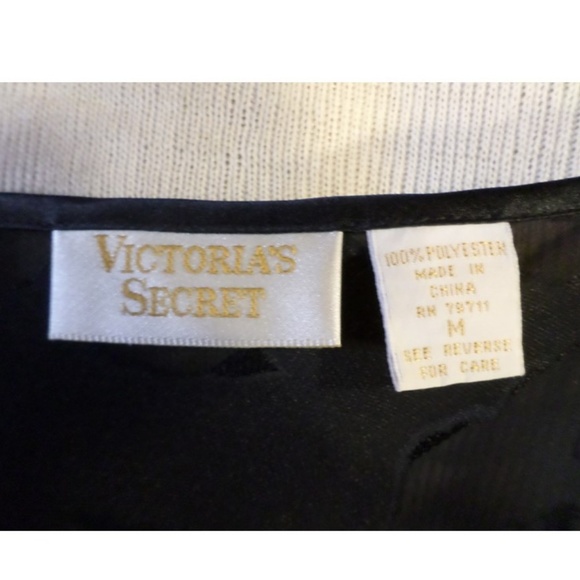 VICTORIA'S
SECRET
100% POLYESTER
MADE IN
CHINA
RN 78711
M
SEE REVERSE
FOR CARE